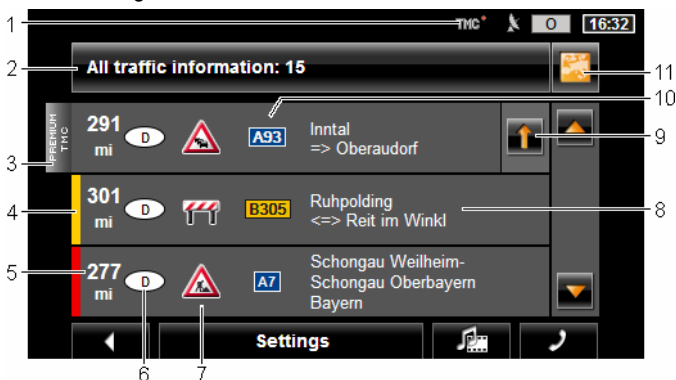 1
TMC
O
16:32
2
All traffic information: 15
11
10
291
mi
D
A93
Inntal
=> Oberaudorf
9
3
PREMIUM
TMC
4
301
mi
D
B305
Ruhpolding
<=> Reit im Winkl
8
5
277
mi
D
A7
Schongau Weilheim-
Schongau Oberbayern
Bayern
Settings
6
7